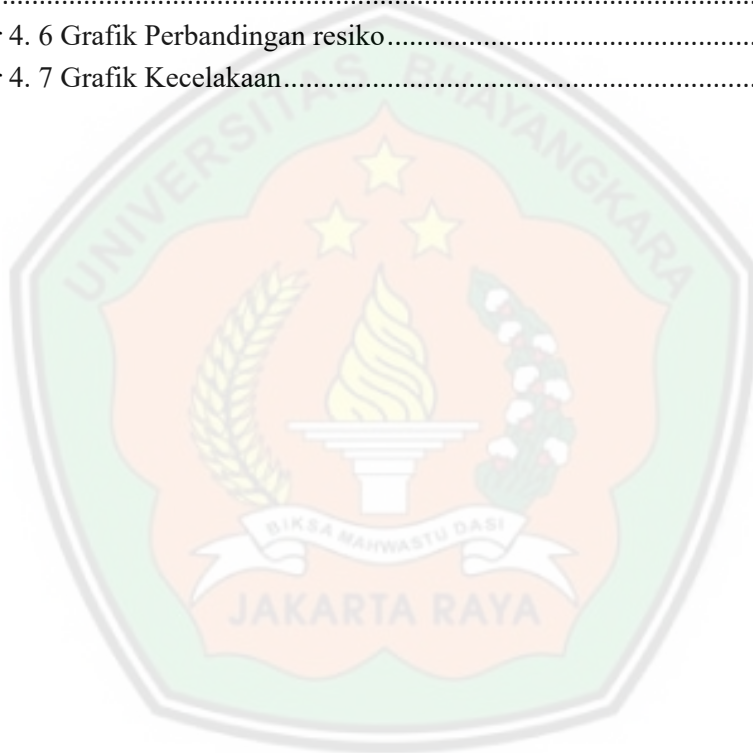 4. 6 Grafik Perbandingan resiko
4. 7 Grafik Kecelakaan
UNIVERSITAS BHAYANGKARA
BIKSA MAHWASTU DASI
JAKARTA RAYA